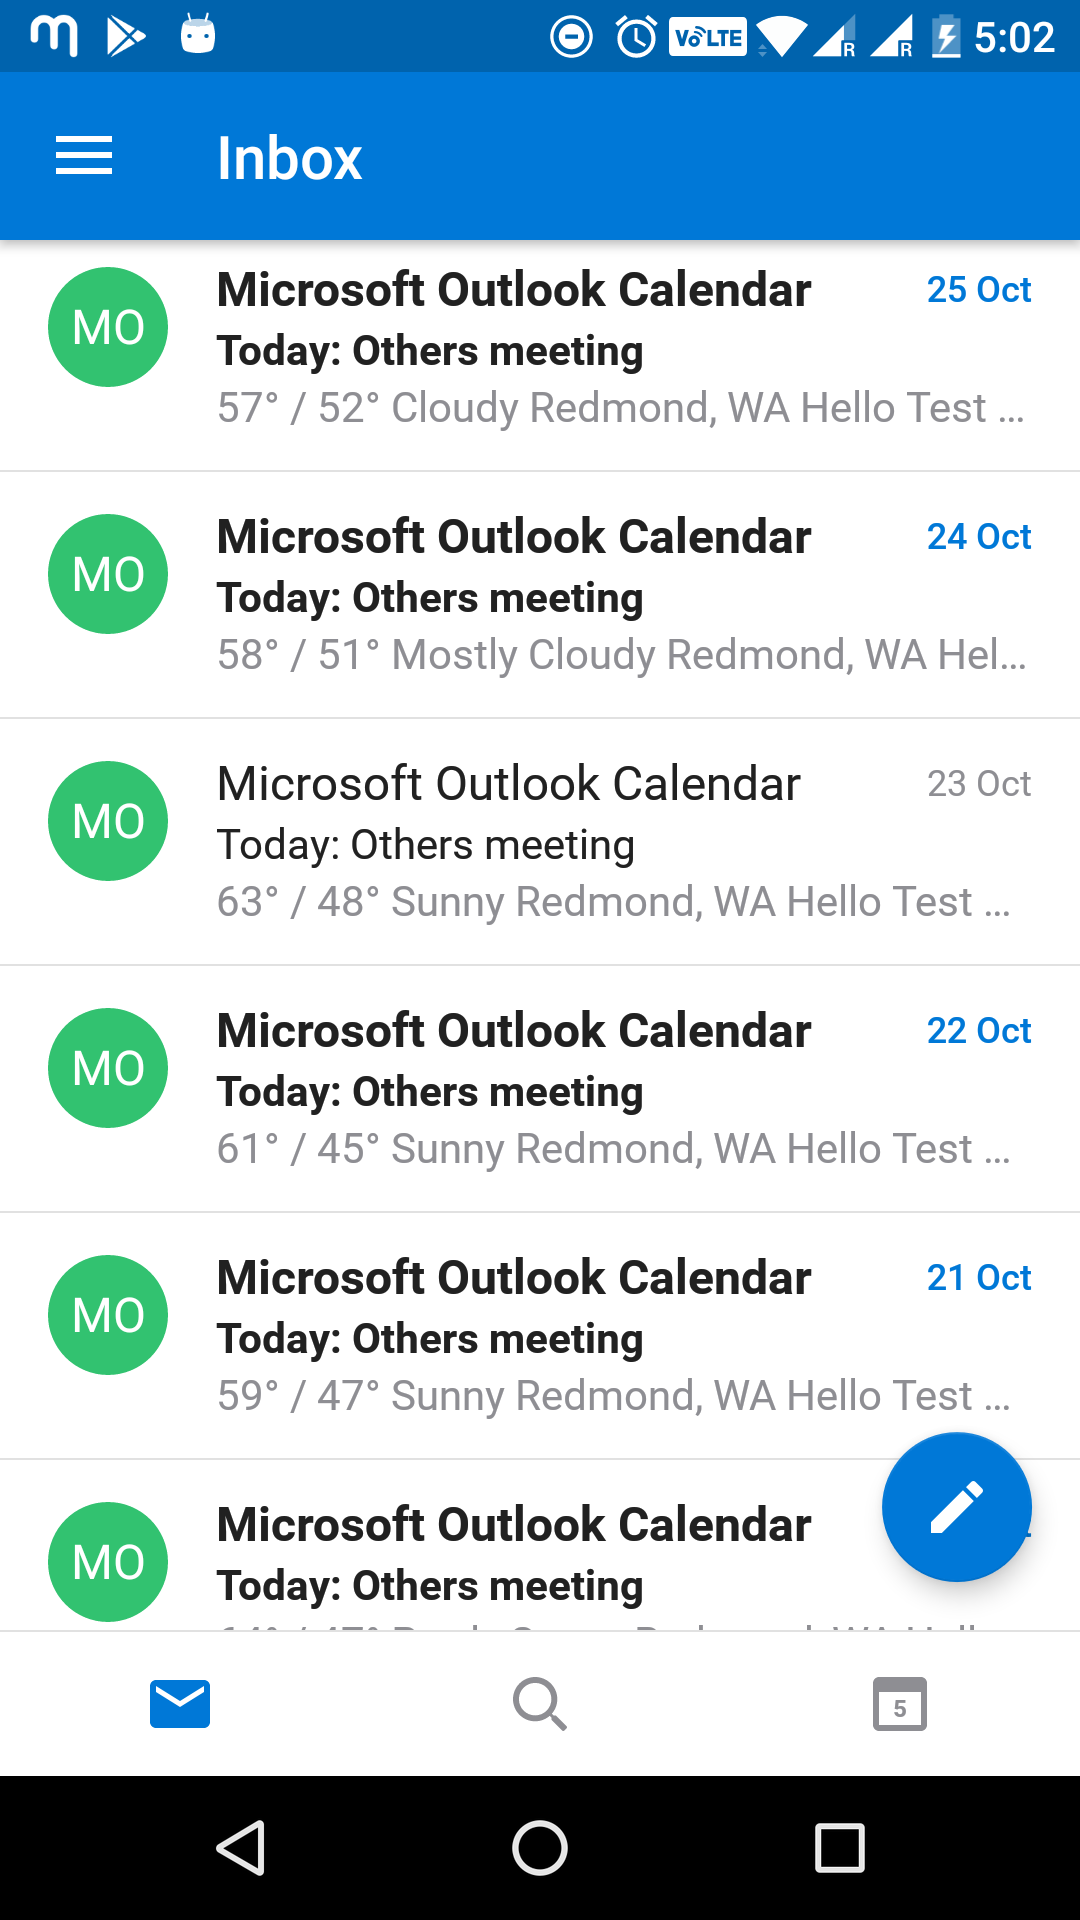 VoLTE R R 5:02
Inbox
MO Microsoft Outlook Calendar 25 Oct
Today: Others meeting
57° / 52° Cloudy Redmond, WA Hello Test ...
MO Microsoft Outlook Calendar 24 Oct
Today: Others meeting
58° / 51° Mostly Cloudy Redmond, WA Hel...
MO Microsoft Outlook Calendar 23 Oct
Today: Others meeting
63° / 48° Sunny Redmond, WA Hello Test ...
MO Microsoft Outlook Calendar 22 Oct
Today: Others meeting
61° / 45° Sunny Redmond, WA Hello Test ...
MO Microsoft Outlook Calendar 21 Oct
Today: Others meeting
59° / 47° Sunny Redmond, WA Hello Test ...
MO Microsoft Outlook Calendar
Today: Others meeting
5